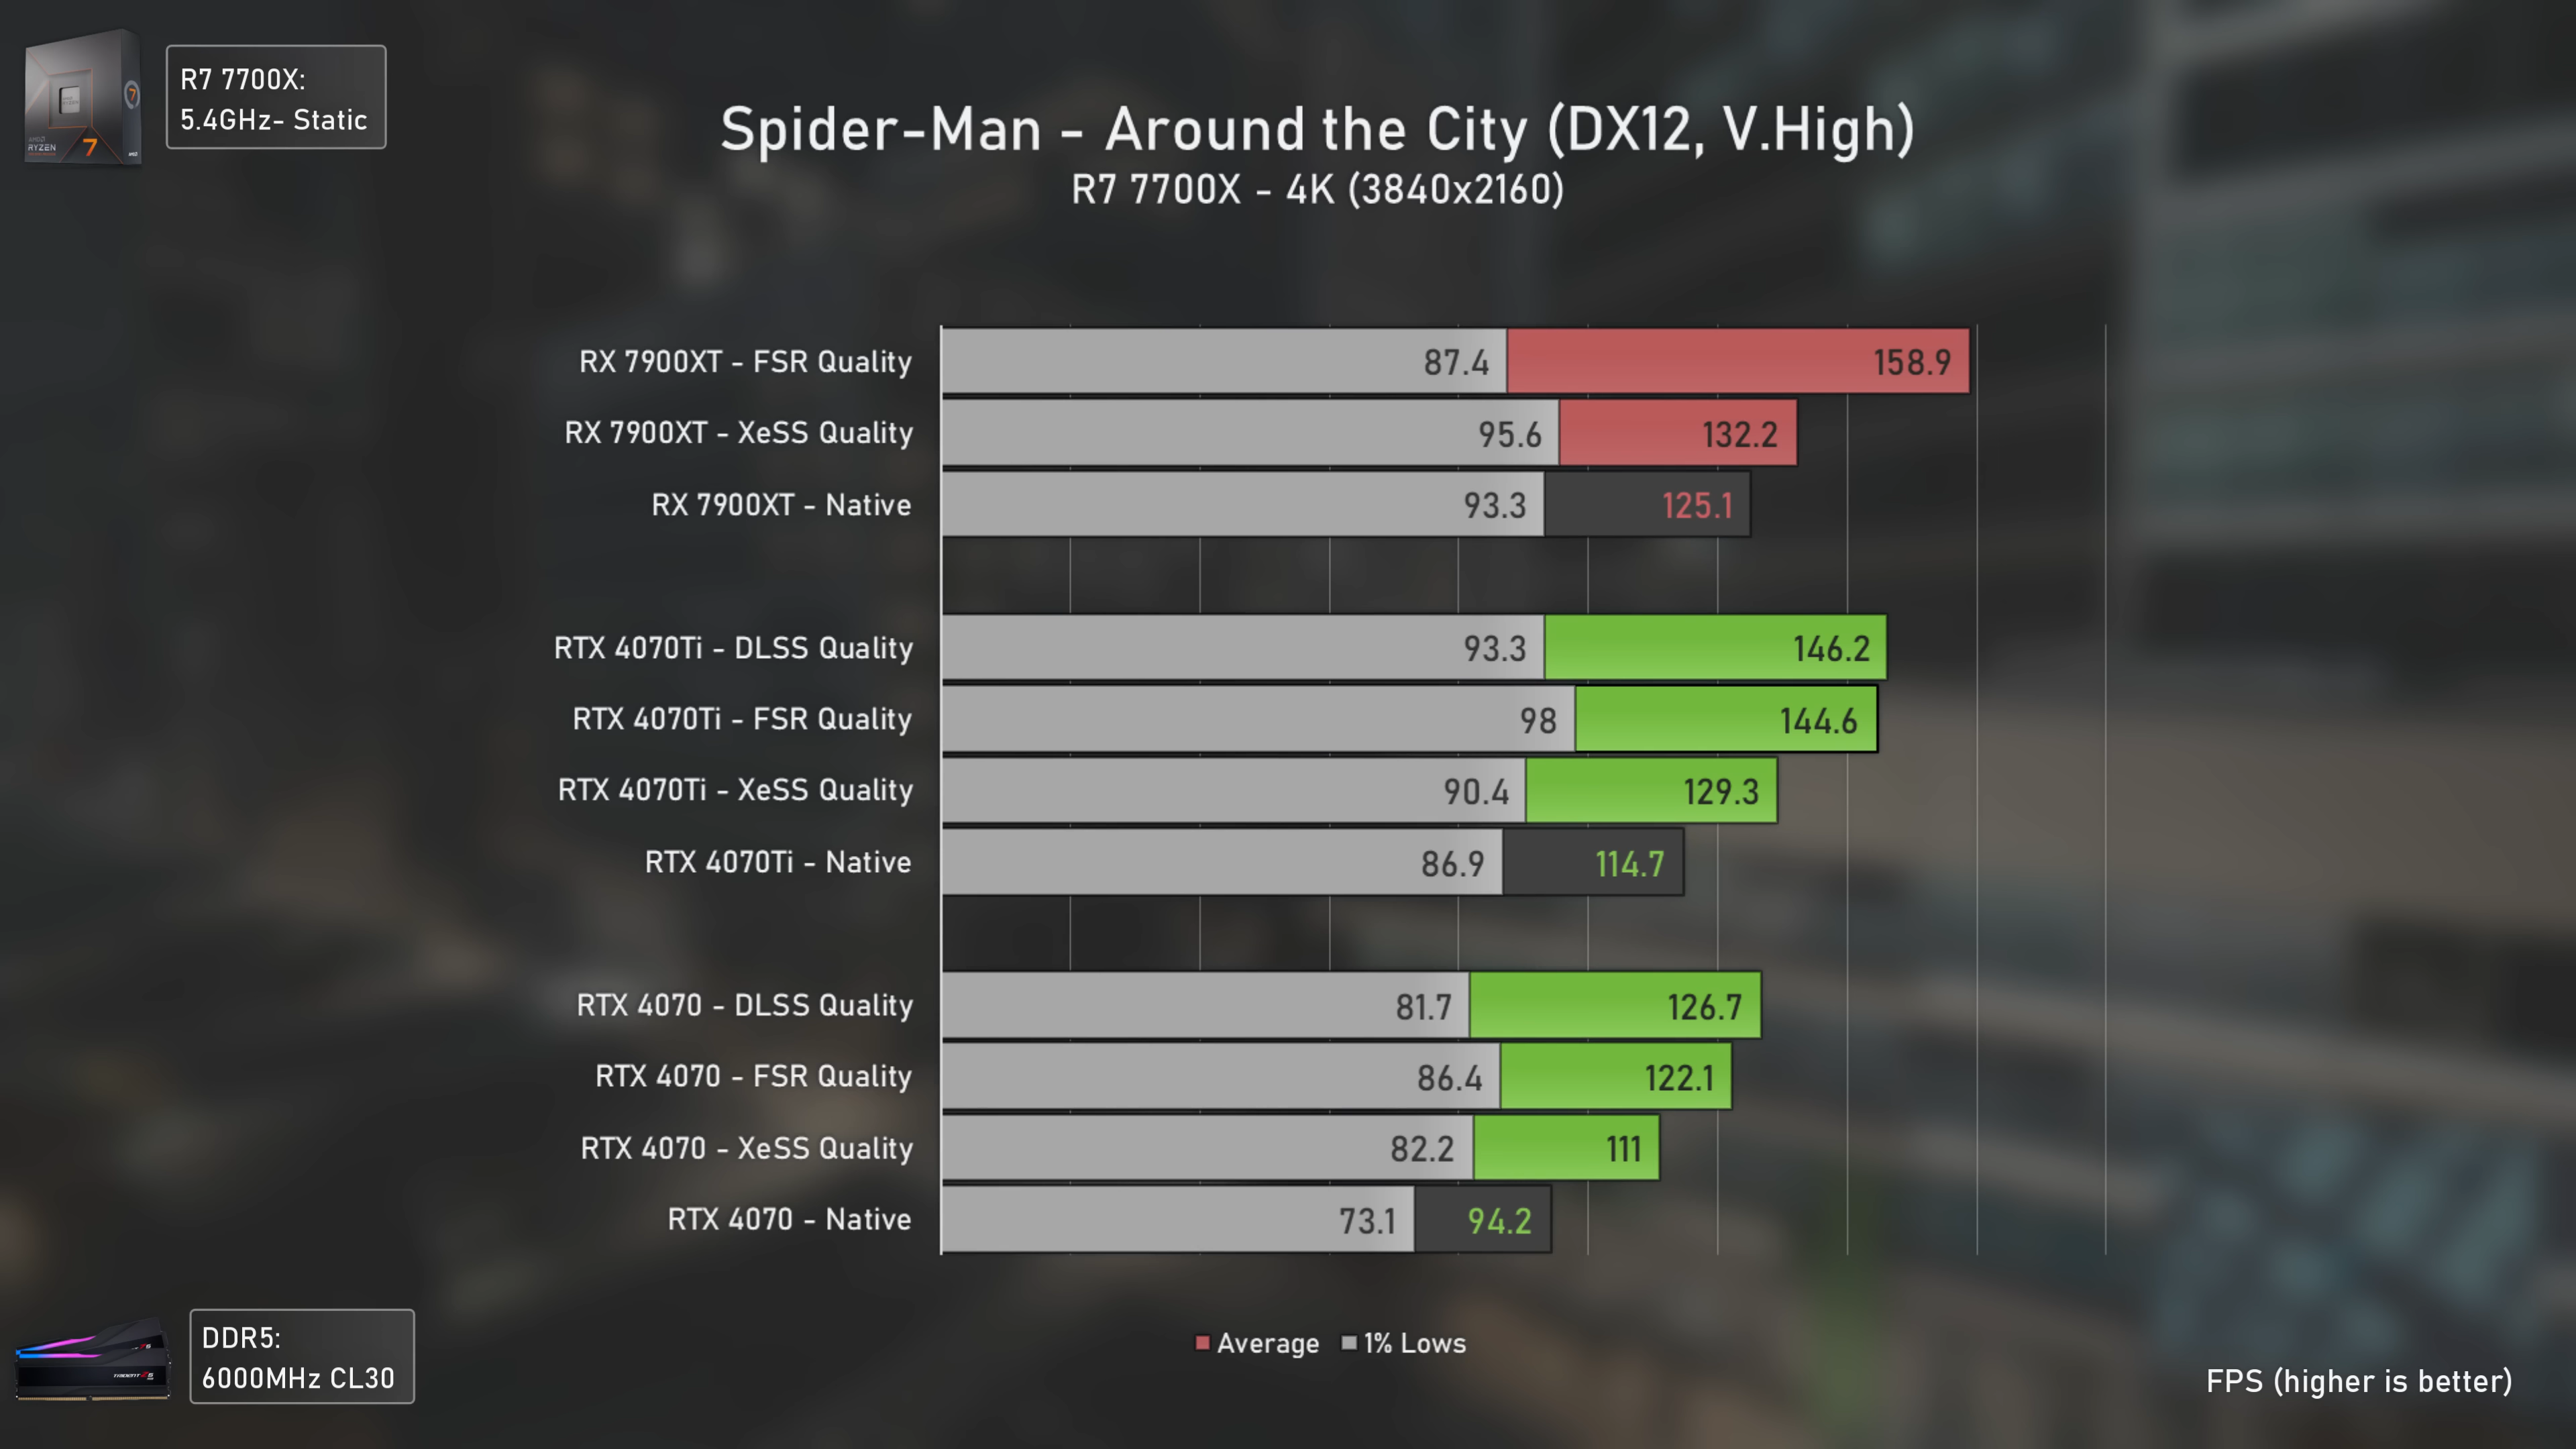 R7 7700X:
5.4GHz- Static
RYZEN 7
7
Spider-Man - Around the City (DX12, V.High)
R7 7700X - 4K (3840x2160)
RX 7900XT - FSR Quality 87.4 158.9
RX 7900XT - XeSS Quality 95.6 132.2
RX 7900XT - Native 93.3 125.1
RTX 4070Ti - DLSS Quality 93.3 146.2
RTX 4070Ti - FSR Quality 98 144.6
RTX 4070Ti - XeSS Quality 90.4 129.3
RTX 4070Ti - Native 86.9 114.7
RTX 4070 - DLSS Quality 81.7 126.7
RTX 4070 - FSR Quality 86.4 122.1
RTX 4070 - XeSS Quality 82.2 111
RTX 4070 - Native 73.1 94.2
Average 1% Lows
DDR5:
6000MHz CL30
FPS (higher is better)